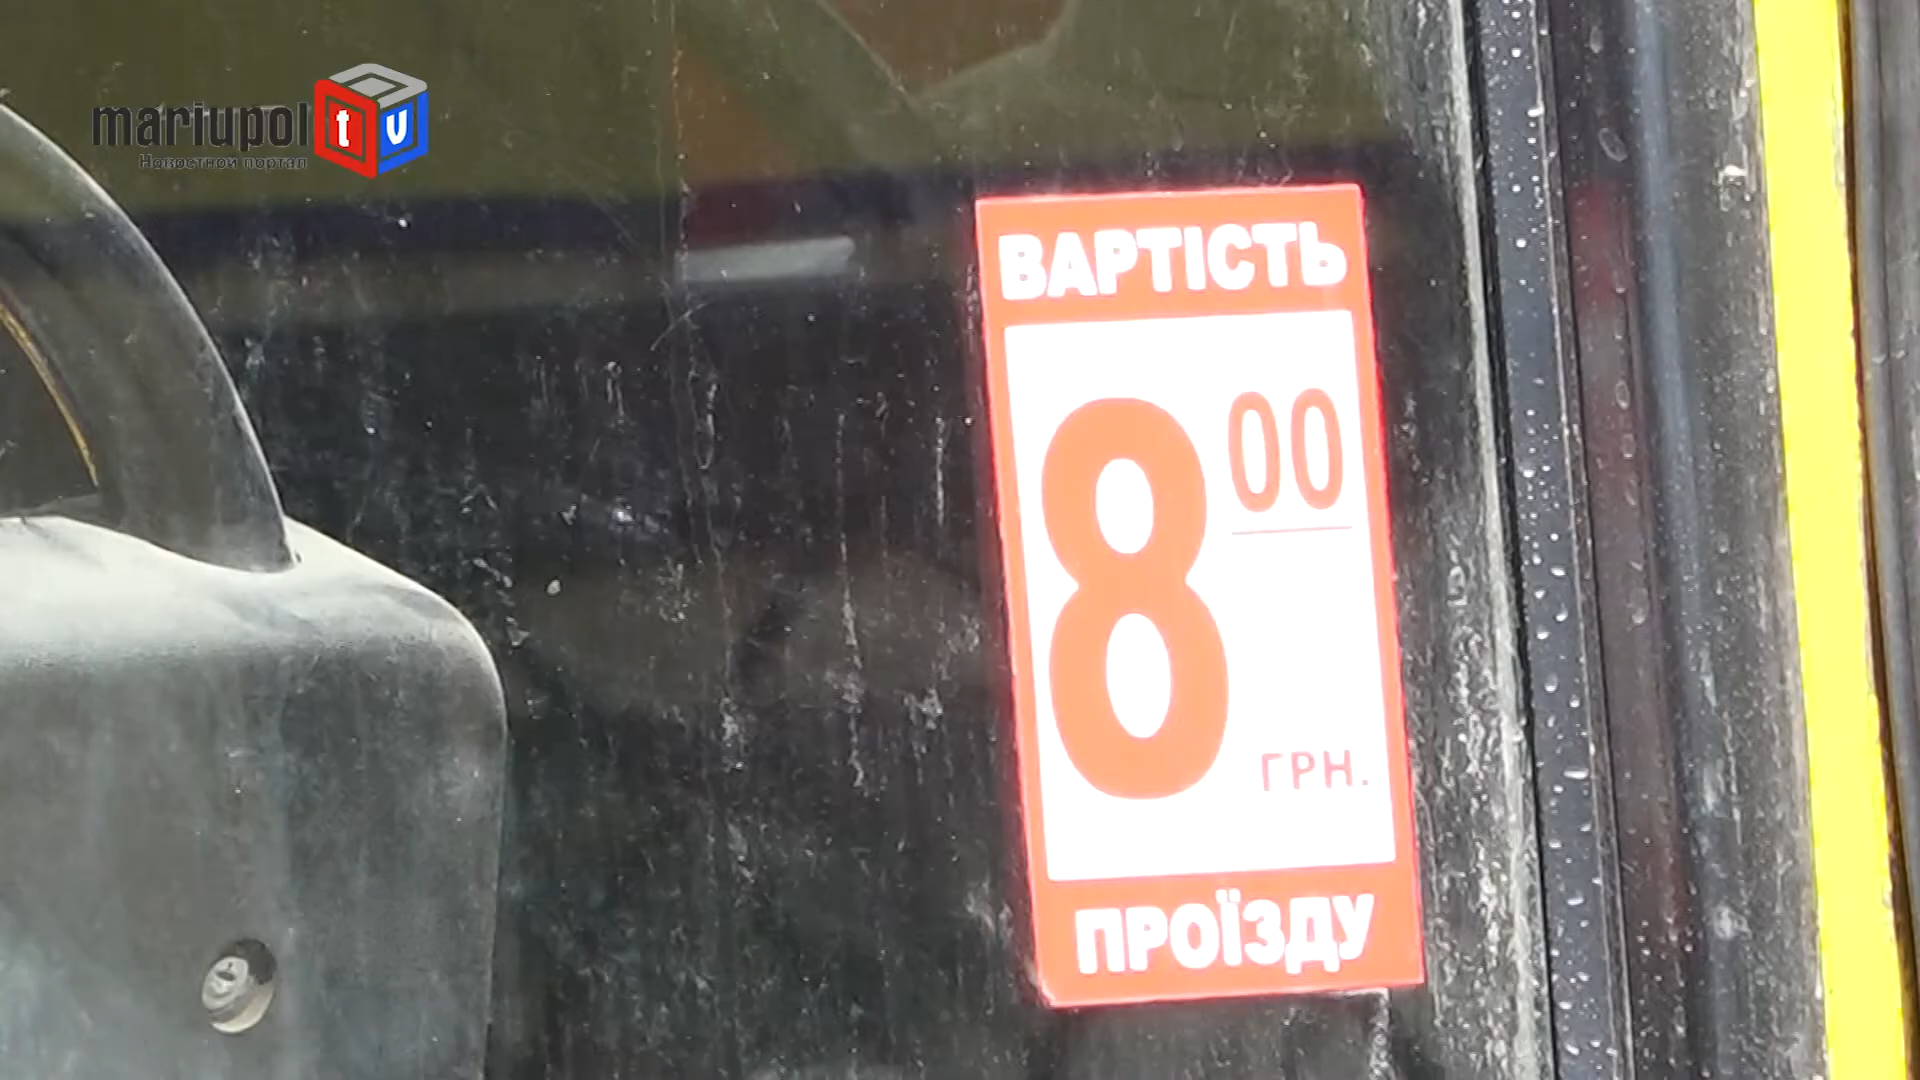 mariupol tv
Новостной портал
ВАРТІСТЬ
8 00
ГРН.
ПРОЇЗДУ